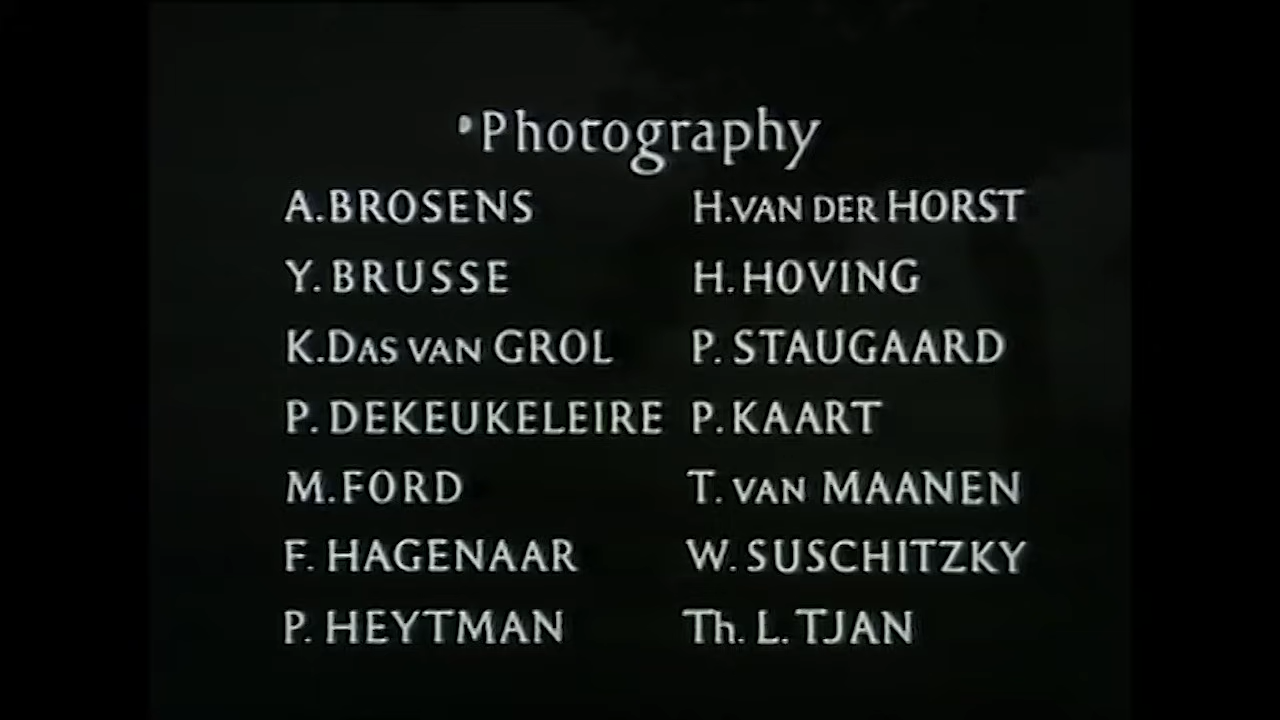 Photography
A. BROSENS H. VAN DER HORST
Y. BRUSSE H. HOVING
K. DAS VAN GROL P. STAUGAARD
P. DEKEUKELEIRE P. KAART
M. FORD T. VAN MAANEN
F. HAGENAAR W. SUSCHITZKY
P. HEYTMAN Th. L. TJAN